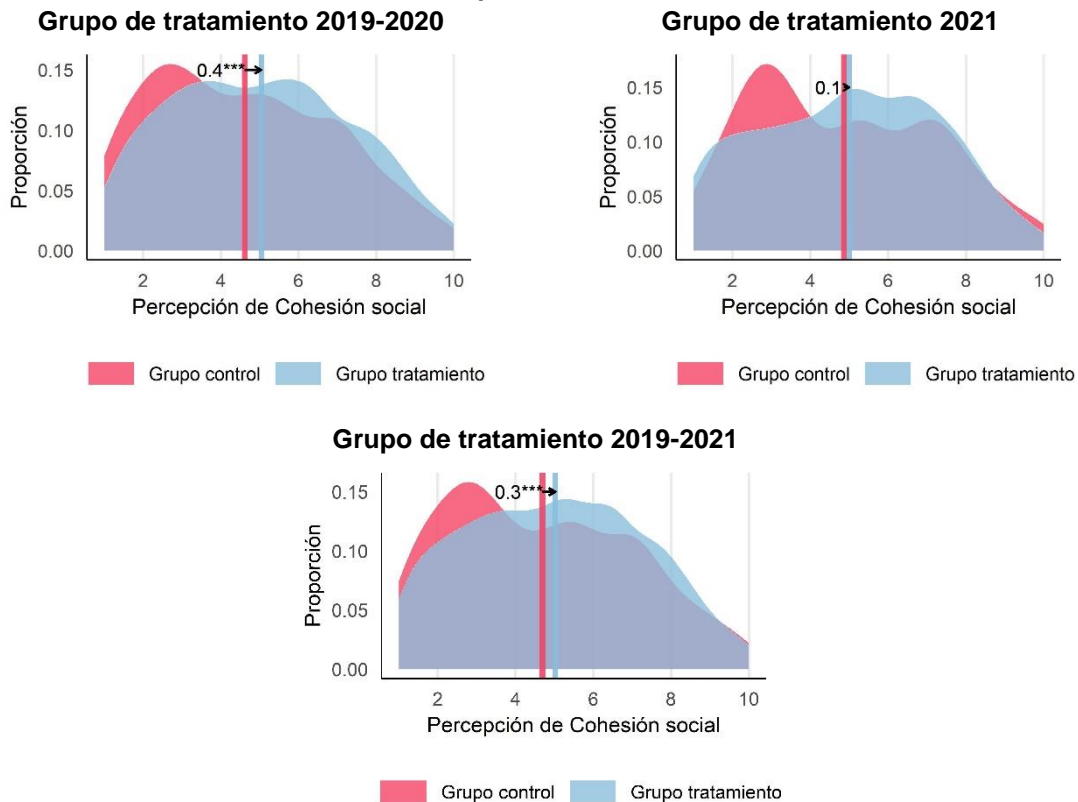 Grupo de tratamiento 2019-2020
0.4***
0.15
0.10
0.05
0.00
Proporción
2 4 6 8 10
Percepción de Cohesión social
Grupo control Grupo tratamiento
Grupo de tratamiento 2021
0.1
0.15
0.10
0.05
0.00
Proporción
2 4 6 8 10
Percepción de Cohesión social
Grupo control Grupo tratamiento
Grupo de tratamiento 2019-2021
0.3***
0.15
0.10
0.05
0.00
Proporción
2 4 6 8 10
Percepción de Cohesión social
Grupo control Grupo tratamiento